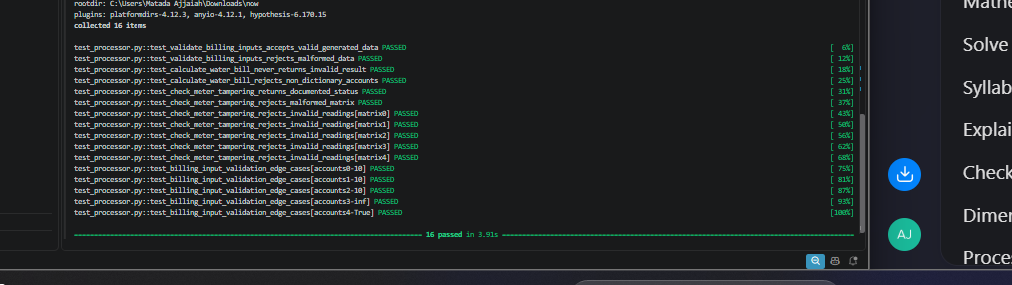 rootdir: C:\Users\Matada Ajjaiah\Downloads\now
plugins: platformdirs-4.12.3, anyio-4.12.1, hypothesis-6.170.15
collected 16 items
test_processor.py::test_validate_billing_inputs_accepts_valid_generated_data PASSED [ 6%]
test_processor.py::test_validate_billing_inputs_rejects_malformed_data PASSED [ 12%]
test_processor.py::test_calculate_water_bill_never_returns_invalid_result PASSED [ 18%]
test_processor.py::test_calculate_water_bill_rejects_non_dictionary_accounts PASSED [ 25%]
test_processor.py::test_check_meter_tampering_returns_documented_status PASSED [ 31%]
test_processor.py::test_check_meter_tampering_rejects_malformed_matrix PASSED [ 37%]
test_processor.py::test_check_meter_tampering_rejects_invalid_readings[matrix0] PASSED [ 43%]
test_processor.py::test_check_meter_tampering_rejects_invalid_readings[matrix1] PASSED [ 50%]
test_processor.py::test_check_meter_tampering_rejects_invalid_readings[matrix2] PASSED [ 56%]
test_processor.py::test_check_meter_tampering_rejects_invalid_readings[matrix3] PASSED [ 62%]
test_processor.py::test_check_meter_tampering_rejects_invalid_readings[matrix4] PASSED [ 68%]
test_processor.py::test_billing_input_validation_edge_cases[accounts0-10] PASSED [ 75%]
test_processor.py::test_billing_input_validation_edge_cases[accounts1-10] PASSED [ 81%]
test_processor.py::test_billing_input_validation_edge_cases[accounts2-10] PASSED [ 87%]
test_processor.py::test_billing_input_validation_edge_cases[accounts3-inf] PASSED [ 93%]
test_processor.py::test_billing_input_validation_edge_cases[accounts4-True] PASSED [100%]
16 passed in 3.91s
AJ
Mathe
Solve
Syllab
Explai
Check
Dimer
Proces